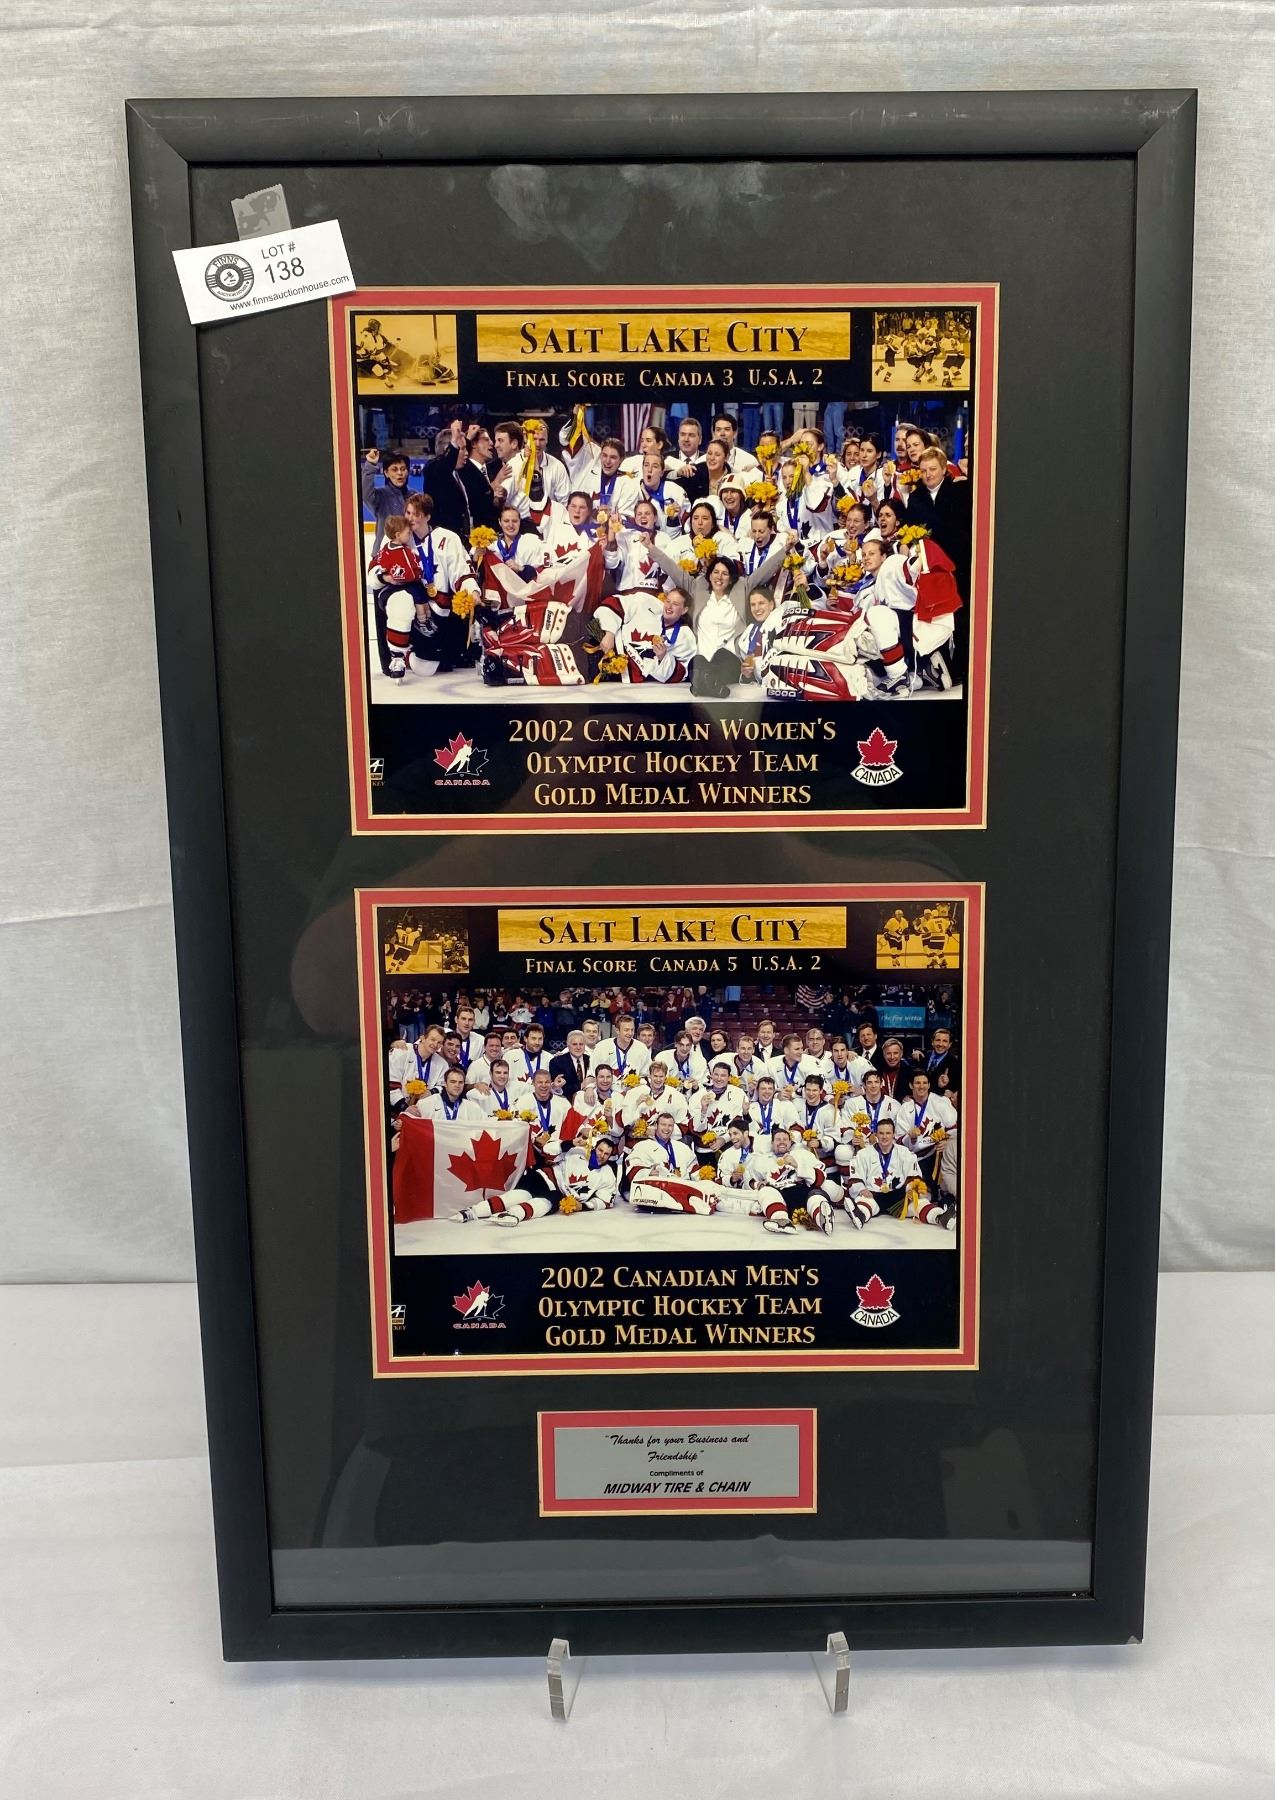 LOT #
138
FINNS
www.finnsauctionhouse.com
SALT LAKE CITY
FINAL SCORE CANADA 3 U.S.A. 2
2002 CANADIAN WOMEN'S
OLYMPIC HOCKEY TEAM
GOLD MEDAL WINNERS
CANADA
CANADA
SALT LAKE CITY
FINAL SCORE CANADA 5 U.S.A. 2
2002 CANADIAN MEN'S
OLYMPIC HOCKEY TEAM
GOLD MEDAL WINNERS
CANADA
CANADA
"Thanks for your Business and
Friendship"
Compliments of
MIDWAY TIRE & CHAIN